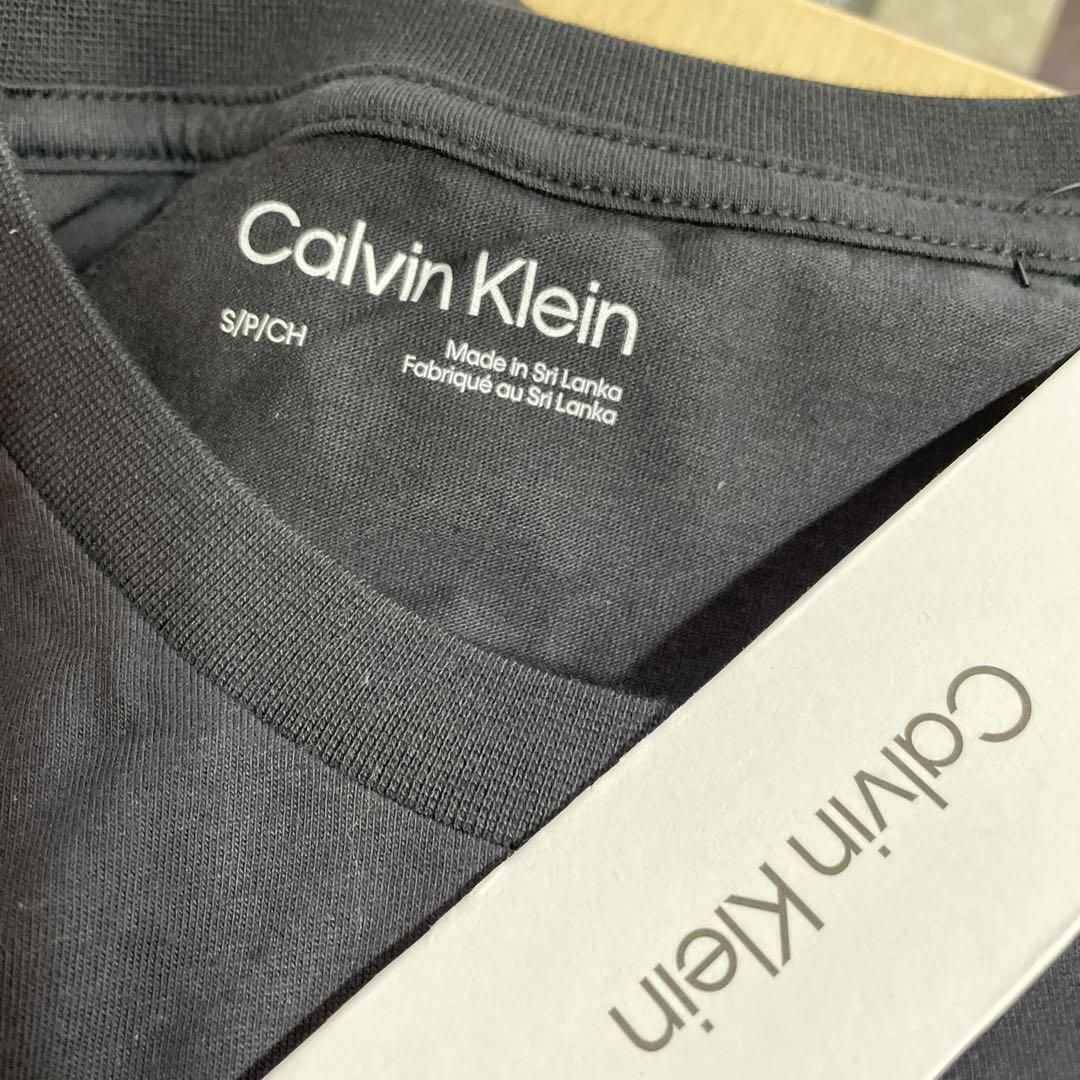 Calvin Klein
S/P/CH
Made in Sri Lanka
Fabriqué au Sri Lanka
Calvin Klein